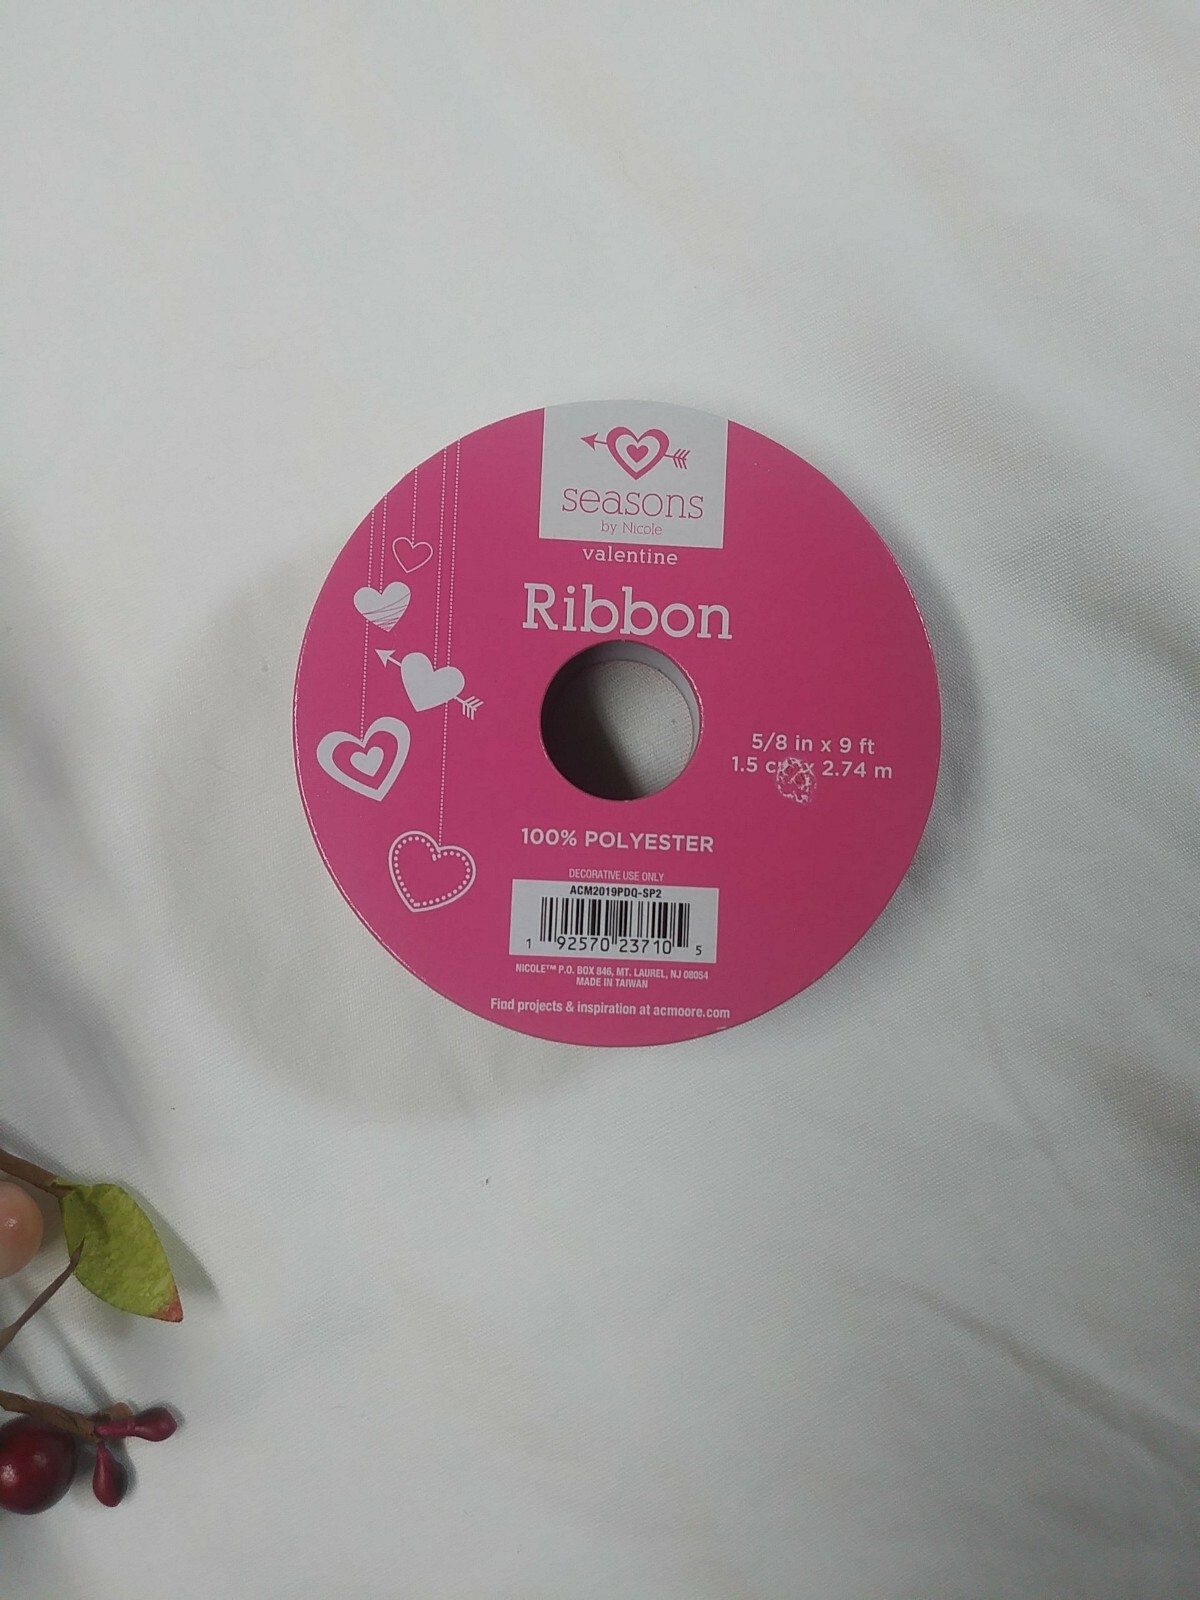 seasons
by Nicole
valentine
Ribbon
5/8 in x 9 ft
1.5 cm x 2.74 m
100% POLYESTER
DECORATIVE USE ONLY
ACM2019PDQ-SP2
1 92570 23710 5
NICOLE™ P.O. BOX 846, MT. LAUREL, NJ 08054
MADE IN TAIWAN
Find projects & inspiration at acmoore.com